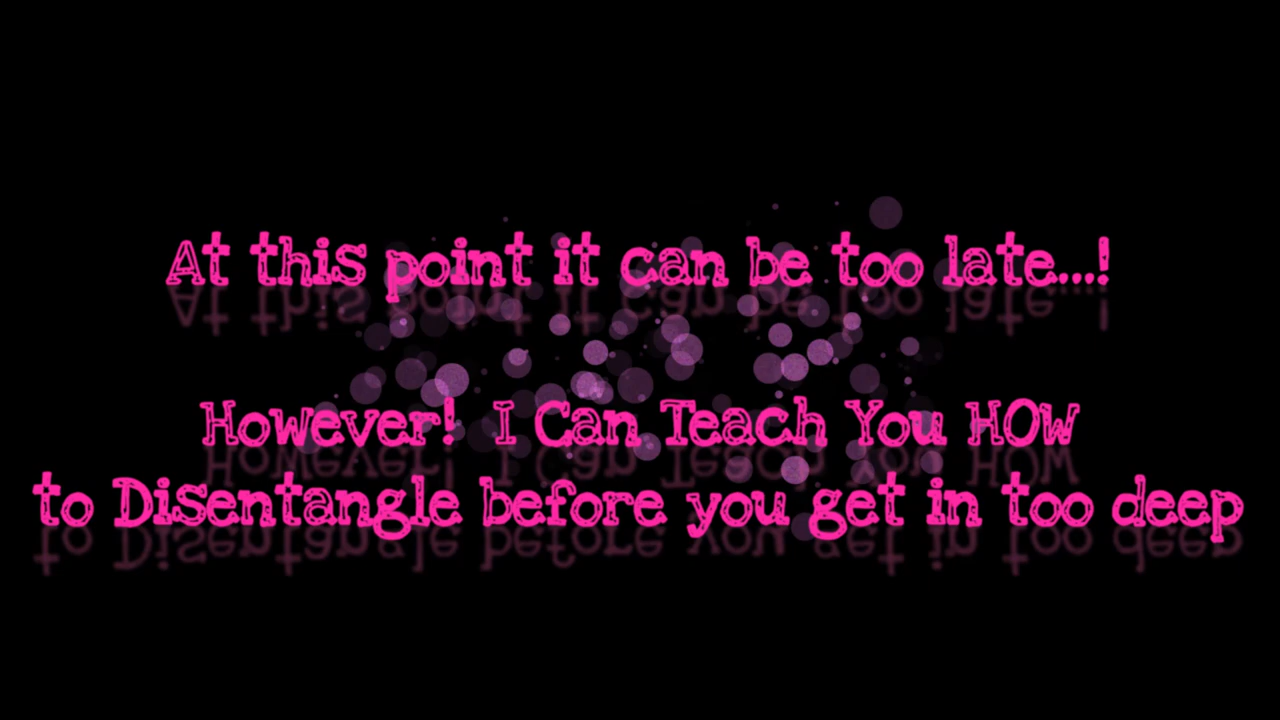 At this point it can be too late...!
However! I Can Teach You HOW
to Disentangle before you get in too deep